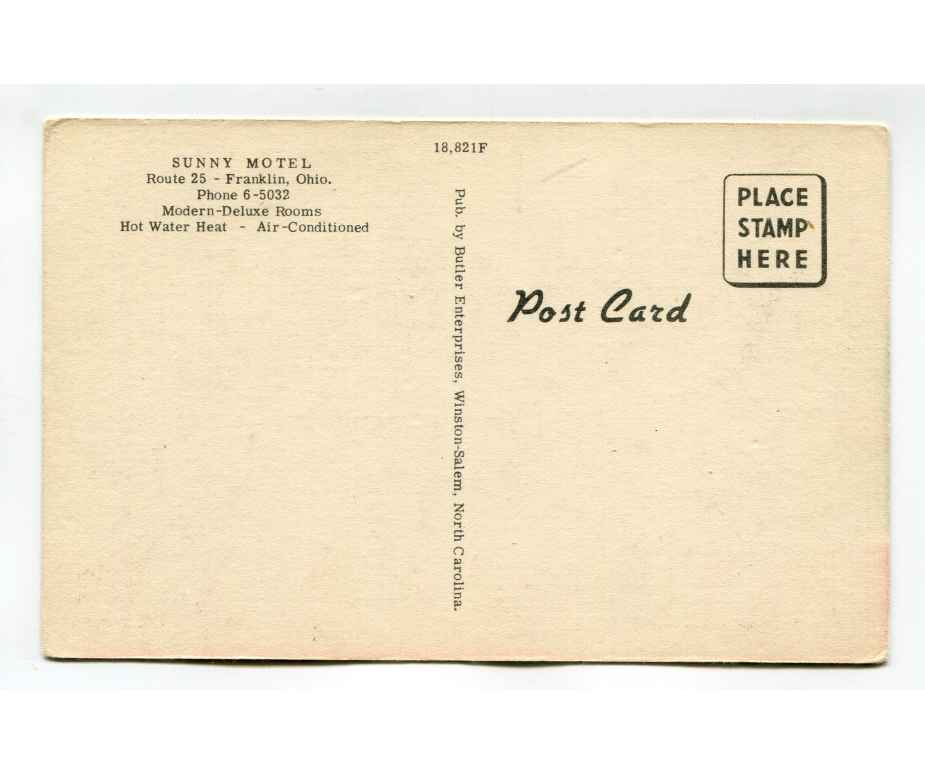 SUNNY MOTEL
Route 25 - Franklin, Ohio.
Phone 6-5032
Modern-Deluxe Rooms
Hot Water Heat - Air-Conditioned
18,821F
Pub. by Butler Enterprises, Winston-Salem, North Carolina.
PLACE
STAMP
HERE
Post Card